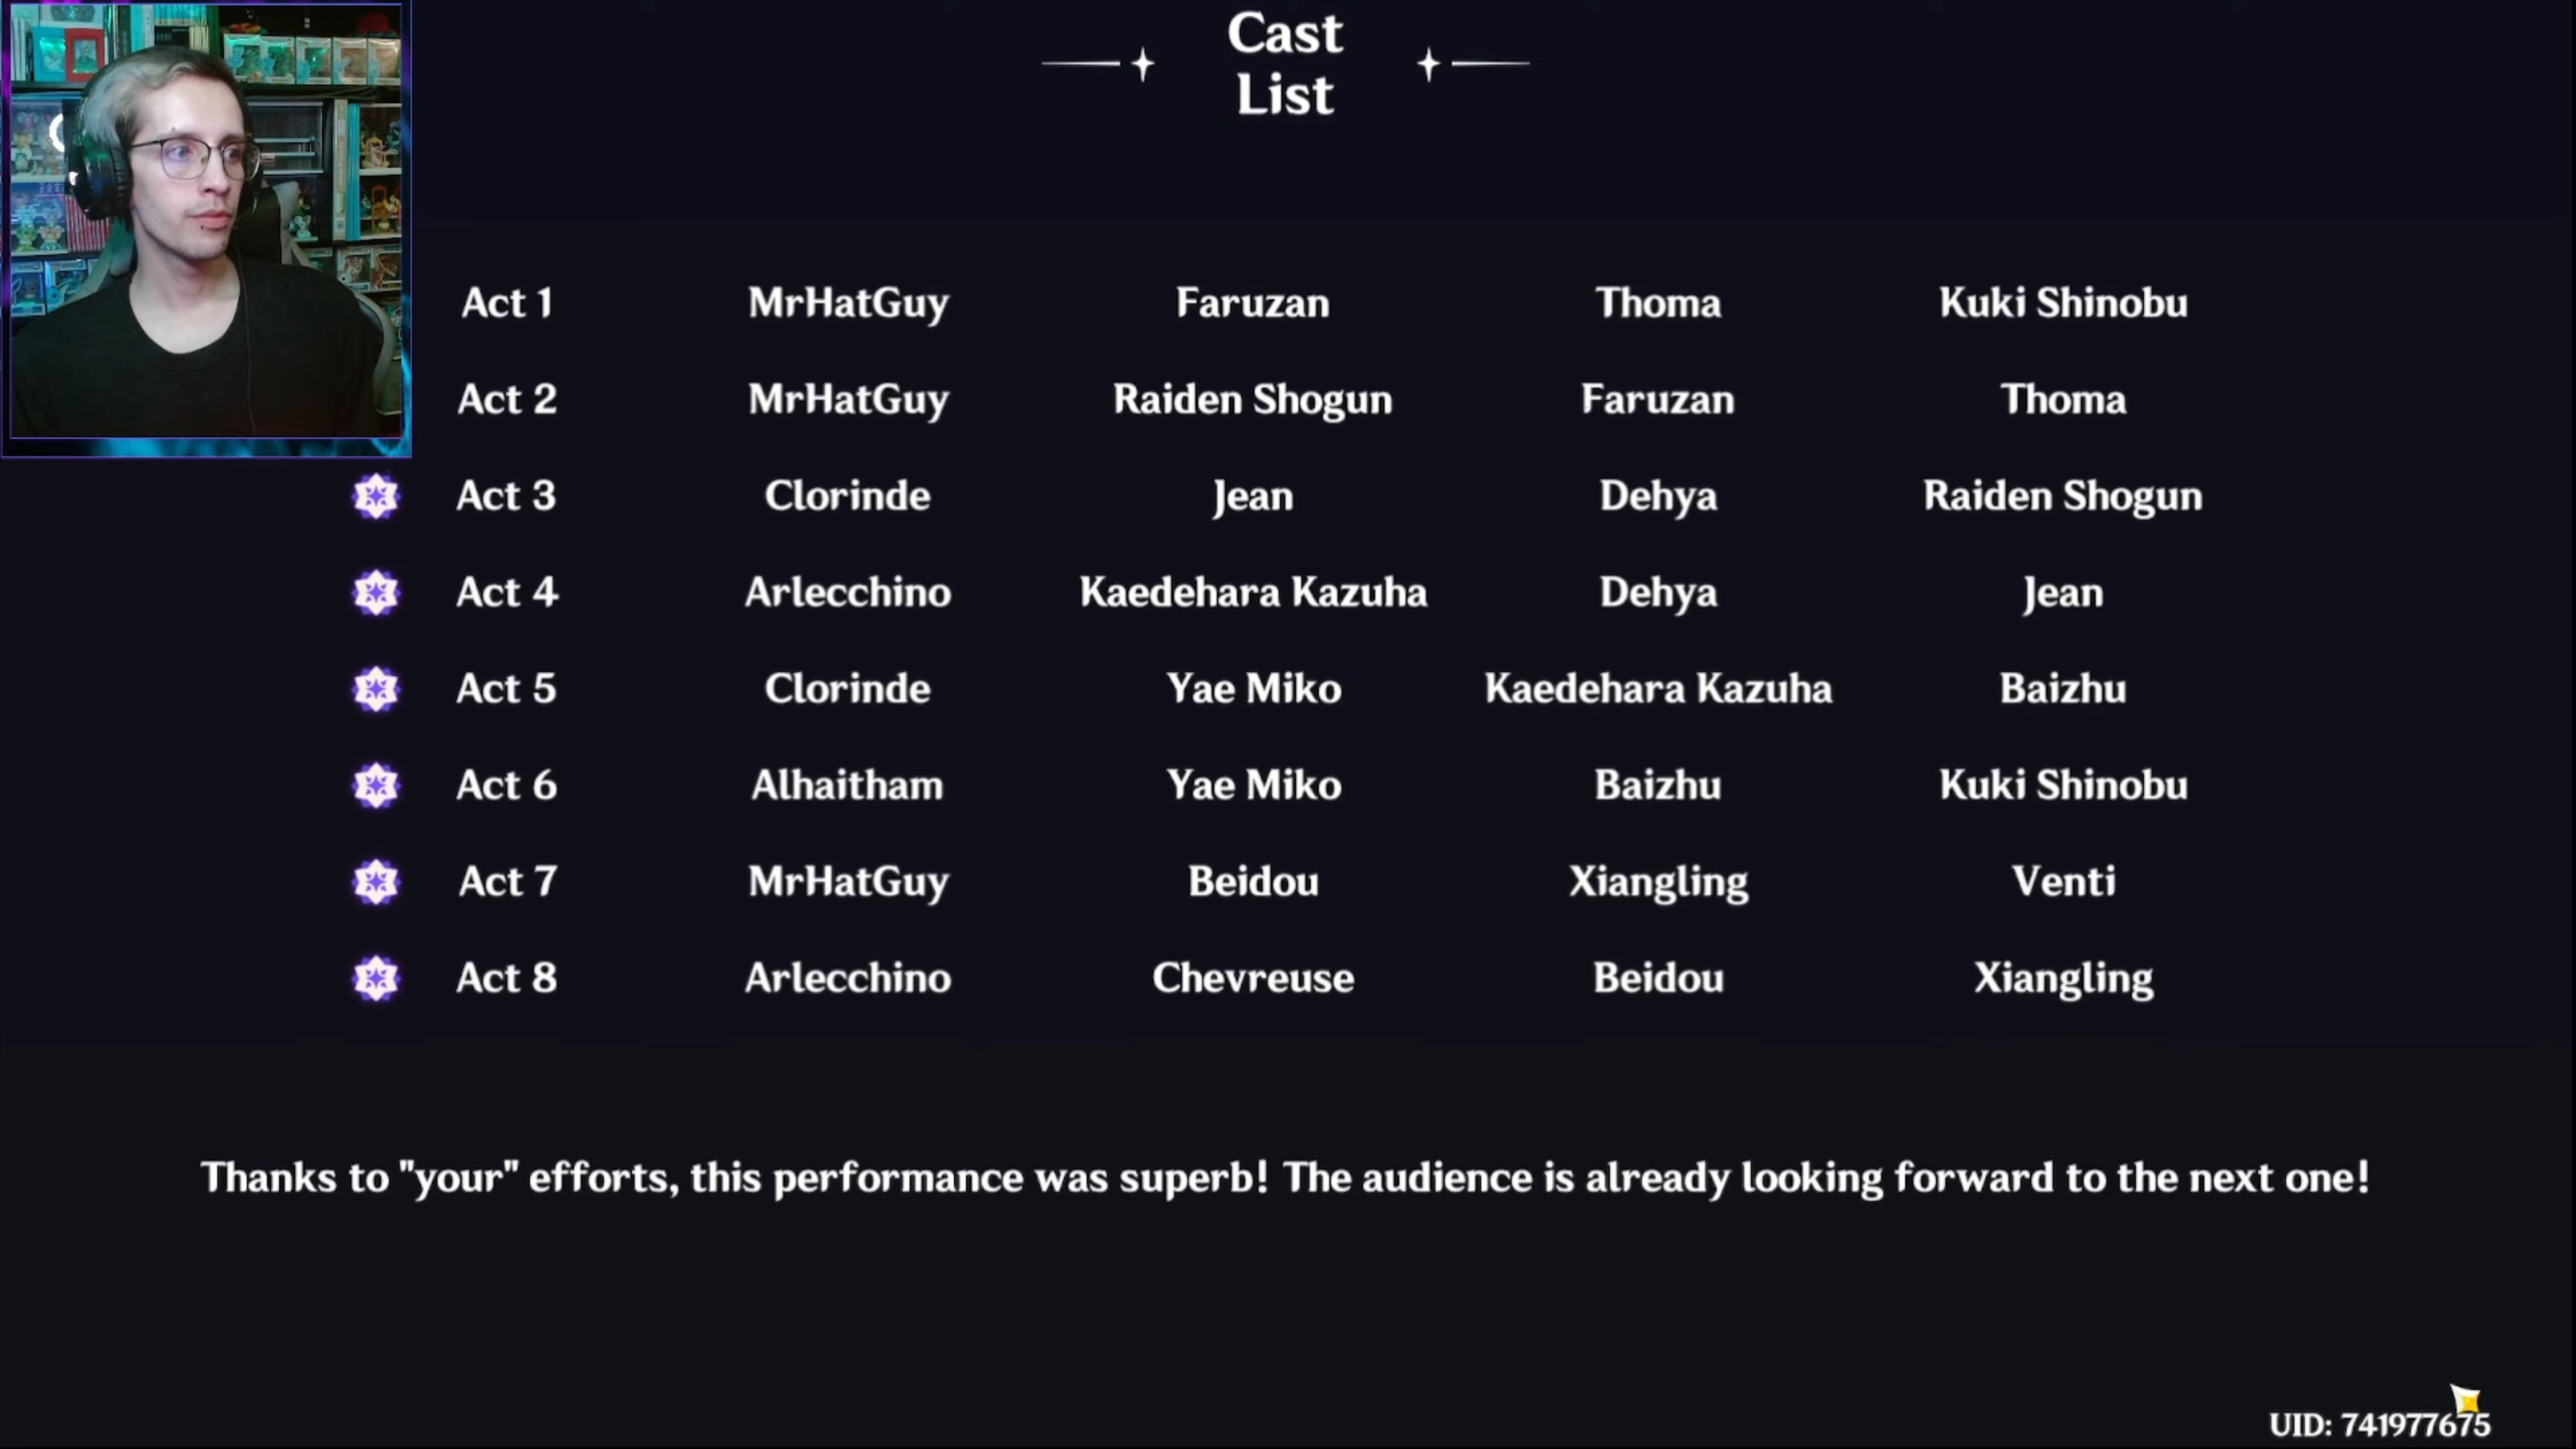 Cast
List
Act 1 MrHatGuy Faruzan Thoma Kuki Shinobu
Act 2 MrHatGuy Raiden Shogun Faruzan Thoma
Act 3 Clorinde Jean Dehya Raiden Shogun
Act 4 Arlecchino Kaedehara Kazuha Dehya Jean
Act 5 Clorinde Yae Miko Kaedehara Kazuha Baizhu
Act 6 Alhaitham Yae Miko Baizhu Kuki Shinobu
Act 7 MrHatGuy Beidou Xiangling Venti
Act 8 Arlecchino Chevreuse Beidou Xiangling
Thanks to "your" efforts, this performance was superb! The audience is already looking forward to the next one!
UID: 741977675